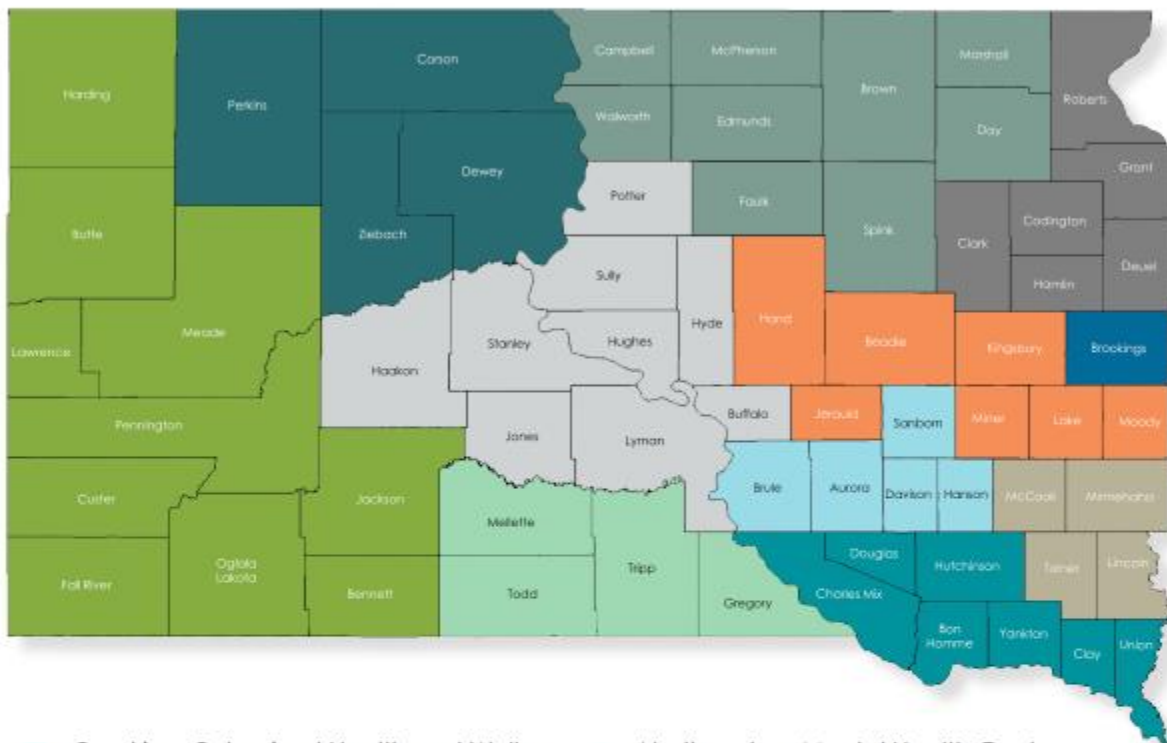 Campbell
McPherson
Marshall
Corson
Harding
Brown
Roberts
Perkins
Walworth
Edmunds
Day
Dewey
Grant
Potter
Faulk
Codington
Butte
Ziebach
Spink
Clark
Deuel
Sully
Hamlin
Meade
Hand
Hyde
Stanley
Hughes
Beadle
Kingsbury
Brookings
Lawrence
Haakon
Buffalo
Jerauld
Sanborn
Miner
Lake
Moody
Pennington
Jones
Lyman
Custer
Jackson
Brule
Aurora
Davison
Hanson
McCook
Minnehaha
Mellette
Douglas
Hutchinson
Turner
Lincoln
Oglala
Lakota
Tripp
Fall River
Bennett
Todd
Gregory
Charles Mix
Bon
Homme
Yankton
Clay
Union